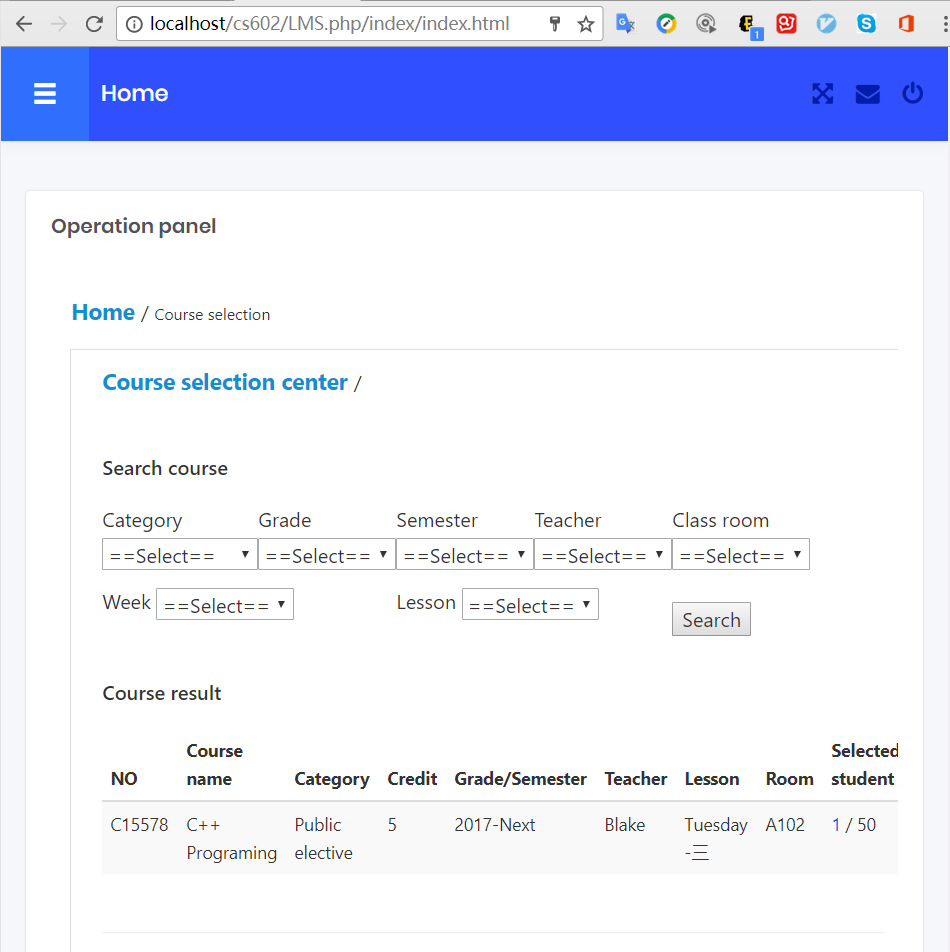 localhost/cs602/LMS.php/index/index.html
1
Home
Operation panel
Home / Course selection
Course selection center /
Search course
Category Grade Semester Teacher Class room
==Select== ==Select== ==Select== ==Select== ==Select==
Week ==Select== Lesson ==Select==
Search
Course result
Course Selected
NO name Category Credit Grade/Semester Teacher Lesson Room student
C15578 C++ Public 5 2017-Next Blake Tuesday A102 1 / 50
Programing elective -三